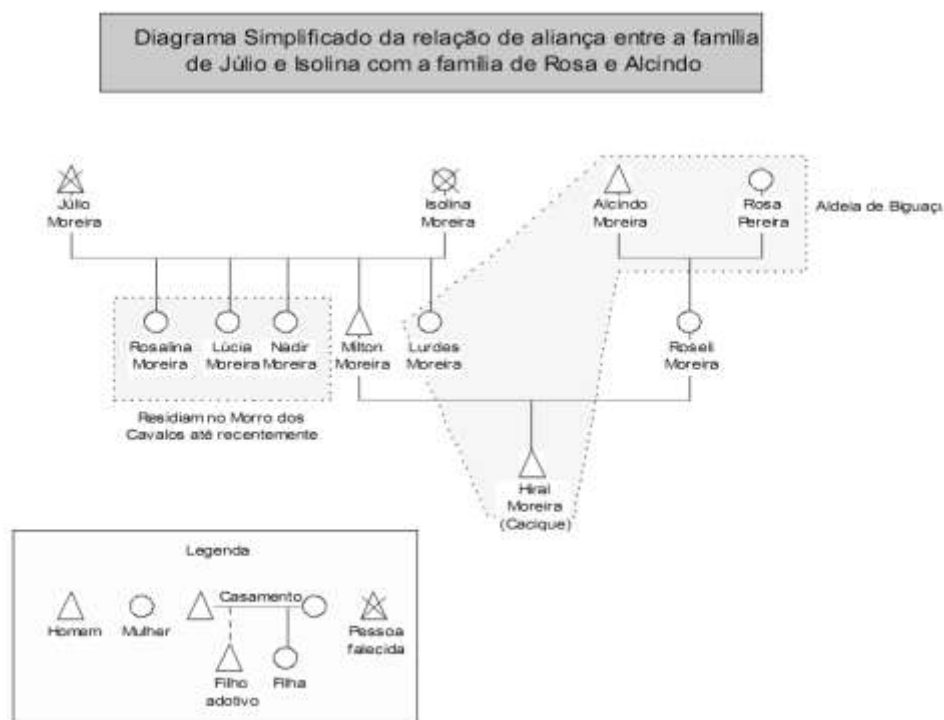 Diagrama Simplificado da relação de aliança entre a família
de Júlio e Isolina com a família de Rosa e Alcindo
Júlio
Moreira
Isolina
Moreira
Alcindo
Moreira
Rosa
Pereira
Aldeia de Biguaçu
Rosalina
Moreira
Lúcia
Moreira
Nadir
Moreira
Milton
Moreira
Lurdes
Moreira
Roseli
Moreira
Residiam no Morro dos
Cavalos até recentemente
Hiral
Moreira
(Cacique)
Legenda
Homem
Mulher
Casamento
Filho
adotivo
Filha
Pessoa
falecida